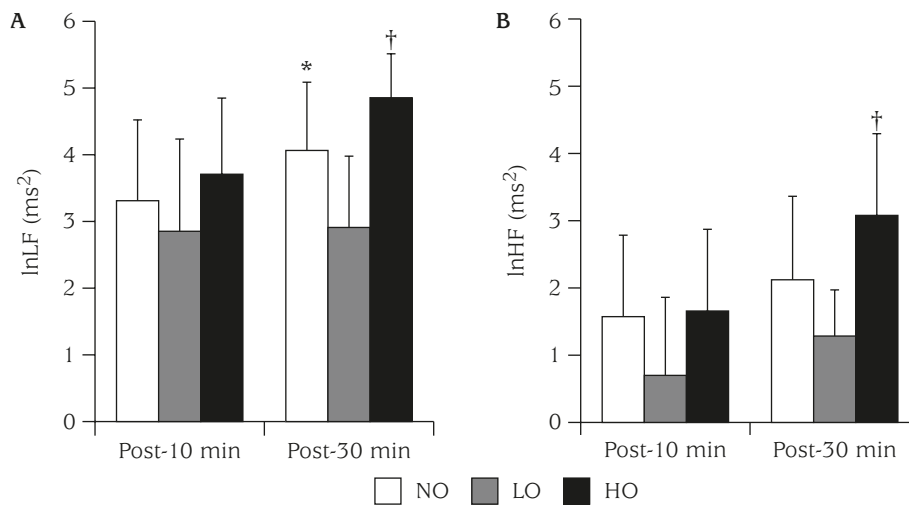 A
B
6
5
4
3
2
1
0
lnLF (ms²)
*
†
Post-10 min
Post-30 min
6
5
4
3
2
1
0
lnHF (ms²)
†
Post-10 min
Post-30 min
NO
LO
HO